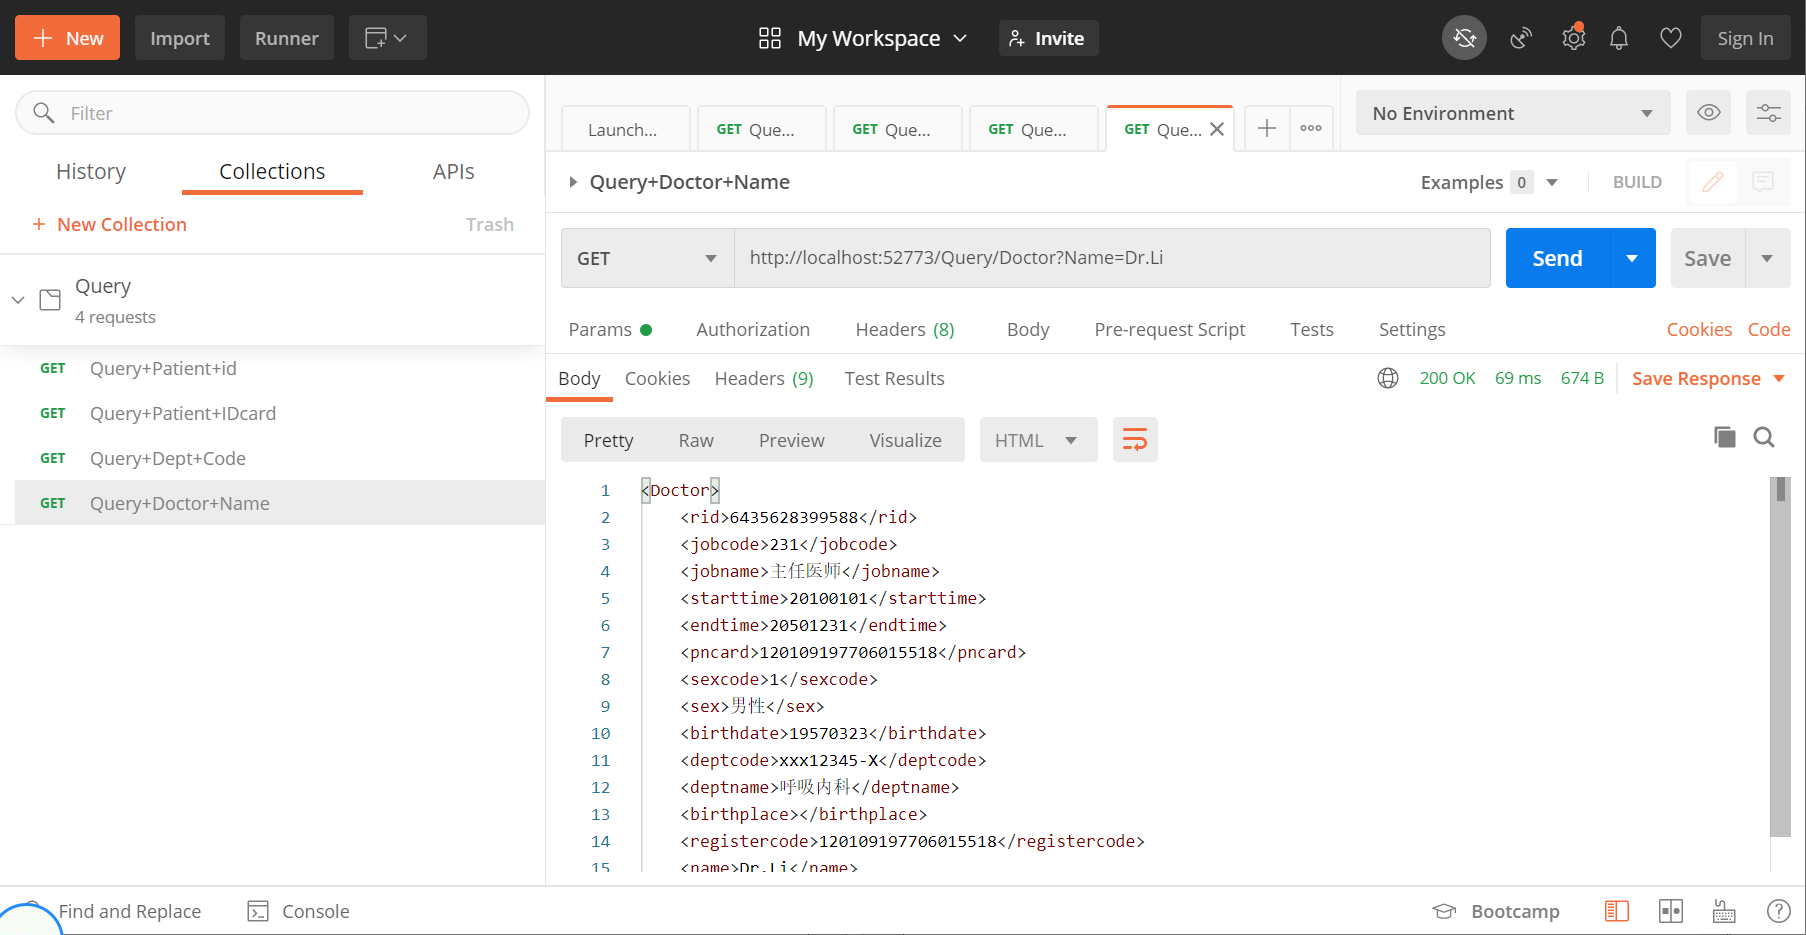 New Import Runner My Workspace Invite Sign In
Filter
History Collections APIs
+ New Collection Trash
Query
4 requests
GET Query+Patient+id
GET Query+Patient+IDcard
GET Query+Dept+Code
GET Query+Doctor+Name
Launch... GET Que... GET Que... GET Que... GET Que... No Environment
Query+Doctor+Name Examples 0 BUILD
GET http://localhost:52773/Query/Doctor?Name=Dr.Li Send Save
Params Authorization Headers (8) Body Pre-request Script Tests Settings Cookies Code
Body Cookies Headers (9) Test Results 200 OK 69 ms 674 B Save Response
Pretty Raw Preview Visualize HTML
1 <Doctor>
2 <rid>6435628399588</rid>
3 <jobcode>231</jobcode>
4 <jobname>主任医师</jobname>
5 <starttime>20100101</starttime>
6 <endtime>20501231</endtime>
7 <pncard>120109197706015518</pncard>
8 <sexcode>1</sexcode>
9 <sex>男性</sex>
10 <birthdate>19570323</birthdate>
11 <deptcode>xxx12345-X</deptcode>
12 <deptname>呼吸内科</deptname>
13 <birthplace></birthplace>
14 <registercode>120109197706015518</registercode>
15 <name>Dr.Li</name>
Find and Replace Console Bootcamp